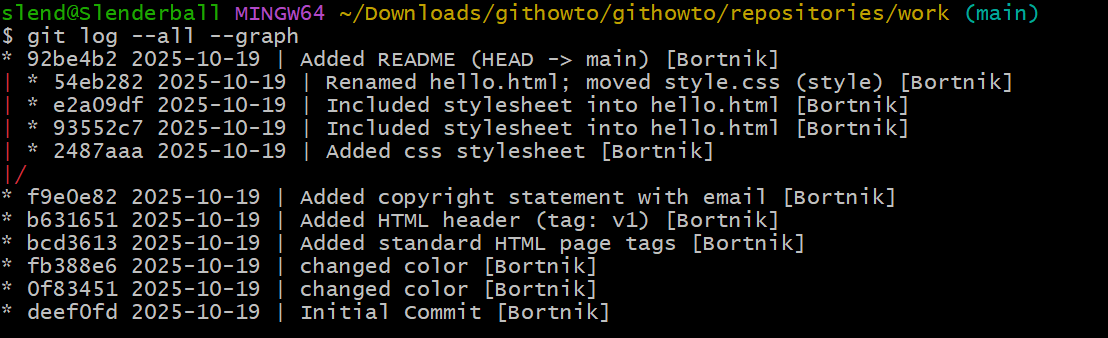 slend@Slenderball MINGW64 ~/Downloads/githowto/githowto/repositories/work (main)
$ git log --all --graph
* 92be4b2 2025-10-19 | Added README (HEAD -> main) [Bortnik]
| * 54eb282 2025-10-19 | Renamed hello.html; moved style.css (style) [Bortnik]
| * e2a09df 2025-10-19 | Included stylesheet into hello.html [Bortnik]
| * 93552c7 2025-10-19 | Included stylesheet into hello.html [Bortnik]
| * 2487aaa 2025-10-19 | Added css stylesheet [Bortnik]
|/
* f9e0e82 2025-10-19 | Added copyright statement with email [Bortnik]
* b631651 2025-10-19 | Added HTML header (tag: v1) [Bortnik]
* bcd3613 2025-10-19 | Added standard HTML page tags [Bortnik]
* fb388e6 2025-10-19 | changed color [Bortnik]
* 0f83451 2025-10-19 | changed color [Bortnik]
* deef0fd 2025-10-19 | Initial Commit [Bortnik]